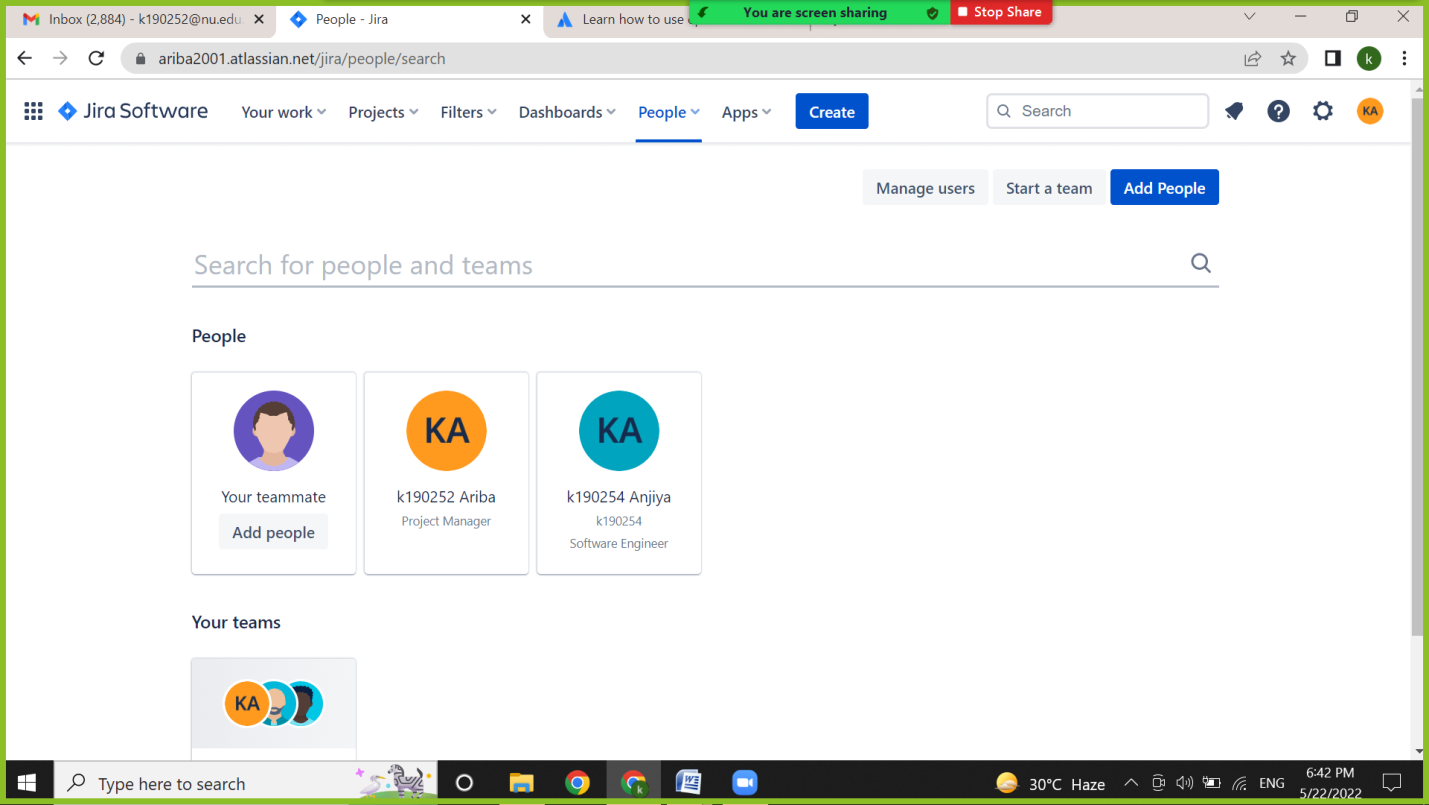 Inbox (2,884) - k190252@nu.edu.
People - Jira
Learn how to use
You are screen sharing
Stop Share
ariba2001.atlassian.net/jira/people/search
k
Jira Software
Your work
Projects
Filters
Dashboards
People
Apps
Create
Search
KA
Manage users
Start a team
Add People
Search for people and teams
People
KA
KA
Your teammate
k190252 Ariba
k190254 Anjiya
Add people
Project Manager
k190254
Software Engineer
Your teams
KA
Type here to search
30°C Haze
ENG
6:42 PM
5/22/2022